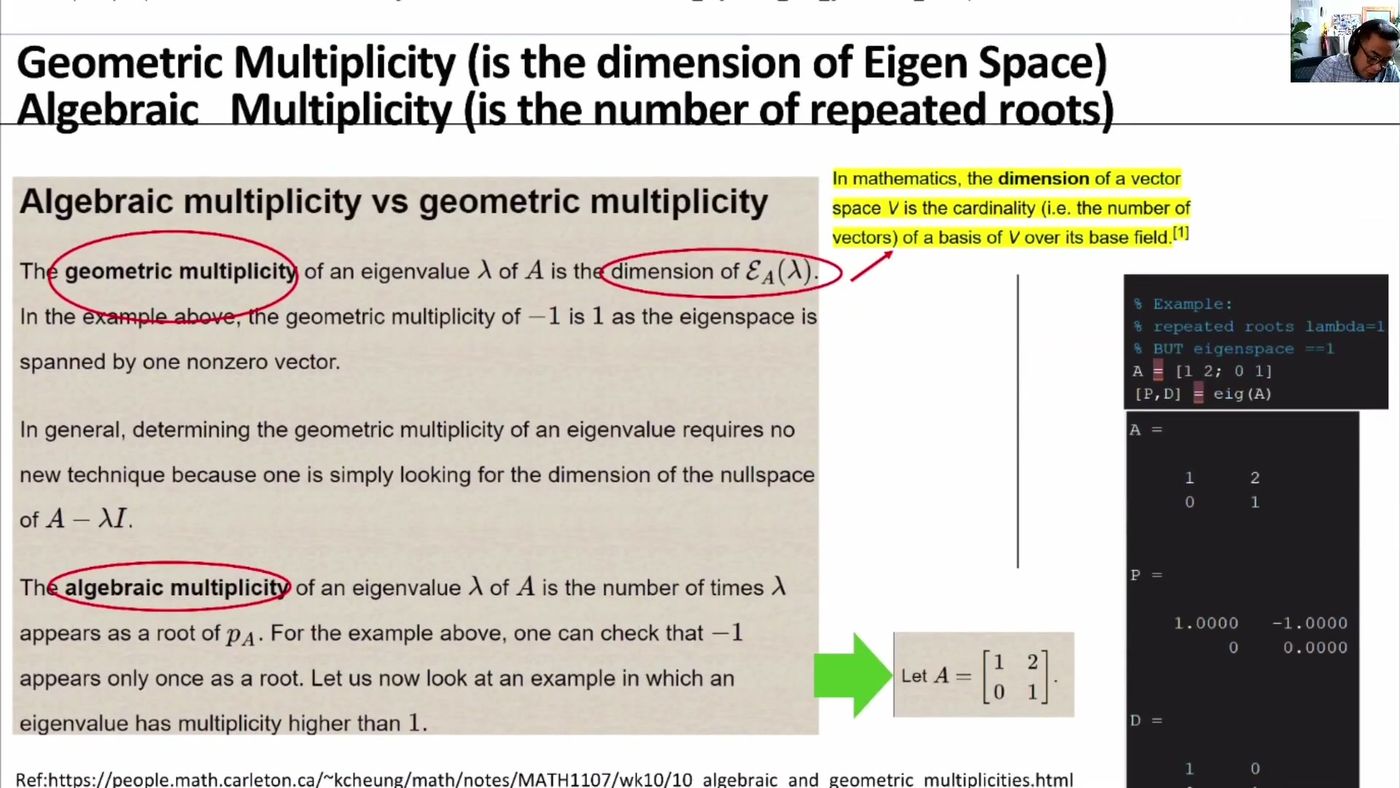 Geometric Multiplicity (is the dimension of Eigen Space)
Algebraic Multiplicity (is the number of repeated roots)
Algebraic multiplicity vs geometric multiplicity
The geometric multiplicity of an eigenvalue λ of A is the dimension of ℰ_A(λ).
In the example above, the geometric multiplicity of −1 is 1 as the eigenspace is
spanned by one nonzero vector.
In general, determining the geometric multiplicity of an eigenvalue requires no
new technique because one is simply looking for the dimension of the nullspace
of A − λI.
The algebraic multiplicity of an eigenvalue λ of A is the number of times λ
appears as a root of p_A. For the example above, one can check that −1
appears only once as a root. Let us now look at an example in which an
eigenvalue has multiplicity higher than 1.
In mathematics, the dimension of a vector
space V is the cardinality (i.e. the number of
vectors) of a basis of V over its base field.[1]
Let A = [1 2
0 1].
% Example:
% repeated roots lambda=1
% BUT eigenspace ==1
A = [1 2; 0 1]
[P,D] = eig(A)
A =
1 2
0 1
P =
1.0000 -1.0000
0 0.0000
D =
1 0
Ref:https://people.math.carleton.ca/~kcheung/math/notes/MATH1107/wk10/10_algebraic_and_geometric_multiplicities.html